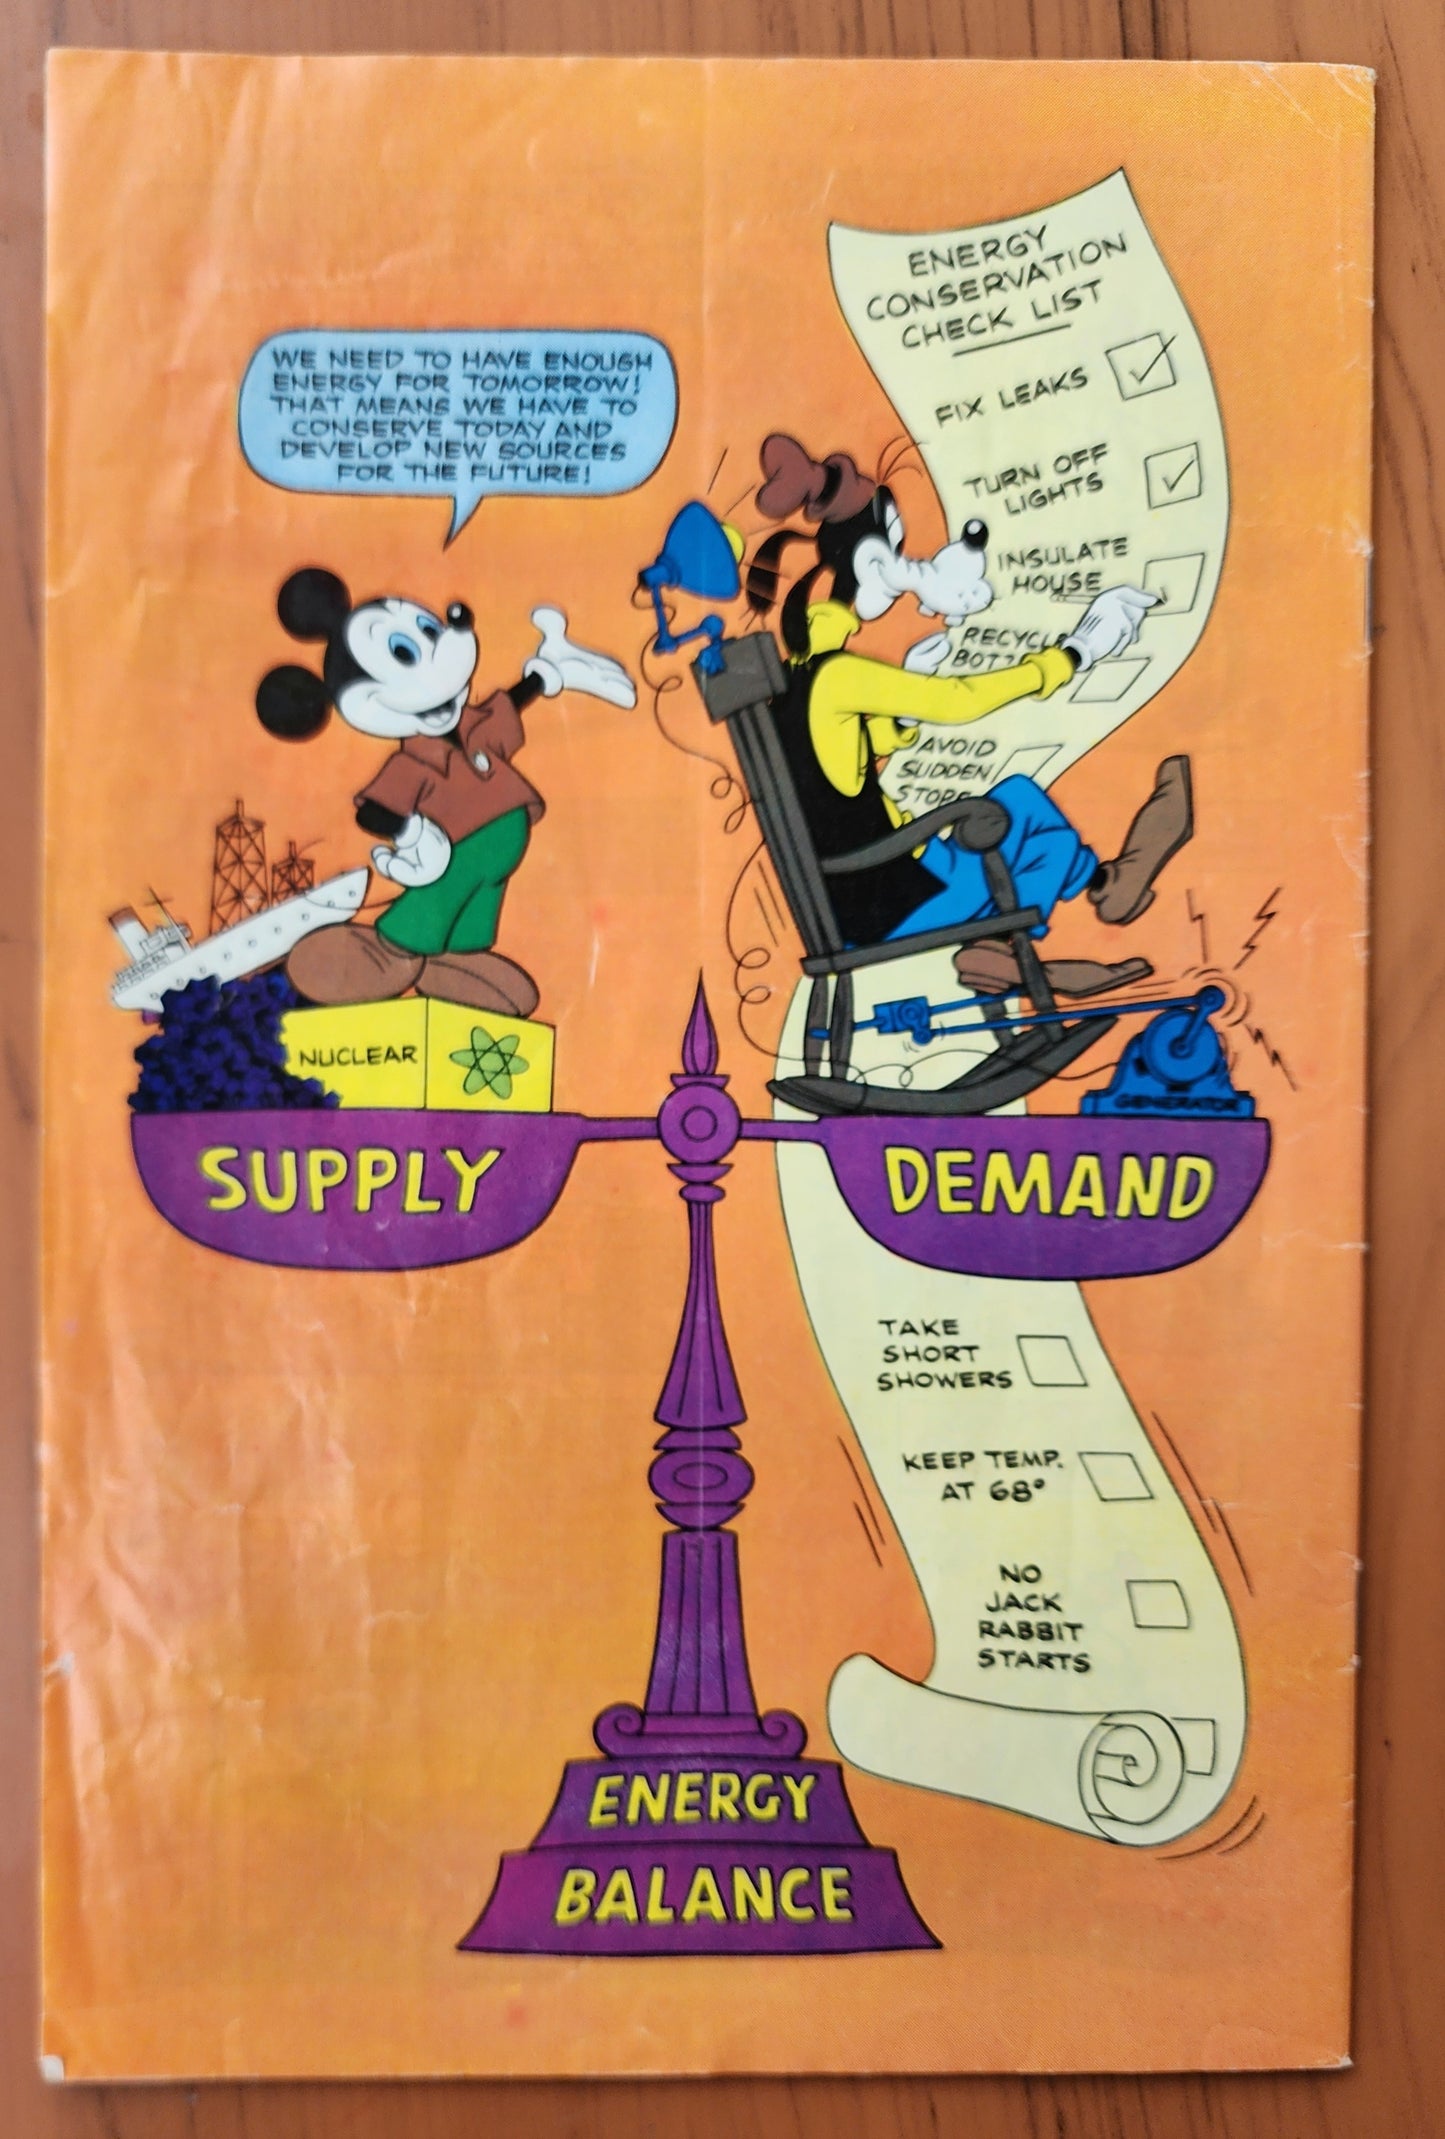 WE NEED TO HAVE ENOUGH
ENERGY FOR TOMORROW!
THAT MEANS WE HAVE TO
CONSERVE TODAY AND
DEVELOP NEW SOURCES
FOR THE FUTURE!
ENERGY
CONSERVATION
CHECK LIST
FIX LEAKS
TURN OFF
LIGHTS
INSULATE
HOUSE
RECYCLE
AVOID
SUDDEN
NUCLEAR
GENERATOR
SUPPLY
DEMAND
TAKE
SHORT
SHOWERS
KEEP TEMP.
AT 68°
NO
JACK
RABBIT
STARTS
ENERGY
BALANCE